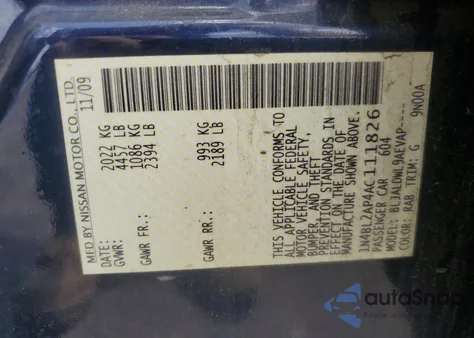 MFD BY NISSAN MOTOR CO., LTD.
11/09
2022 KG
GVWR: 4457 LB
1086 KG
GAWR FR.: 2394 LB
993 KG
GAWR RR.: 2189 LB
THIS VEHICLE CONFORMS TO
ALL APPLICABLE FEDERAL
MOTOR VEHICLE SAFETY,
BUMPER, AND THEFT
PREVENTION STANDARDS IN
EFFECT ON THE DATE OF
MANUFACTURE SHOWN ABOVE.
1N4BL2AP4AC111826
PASSENGER CAR 604
MODEL: BL3ALDWL9AEVAP-----
COLOR: RAB TRIM: G 9N00A
autoSnap